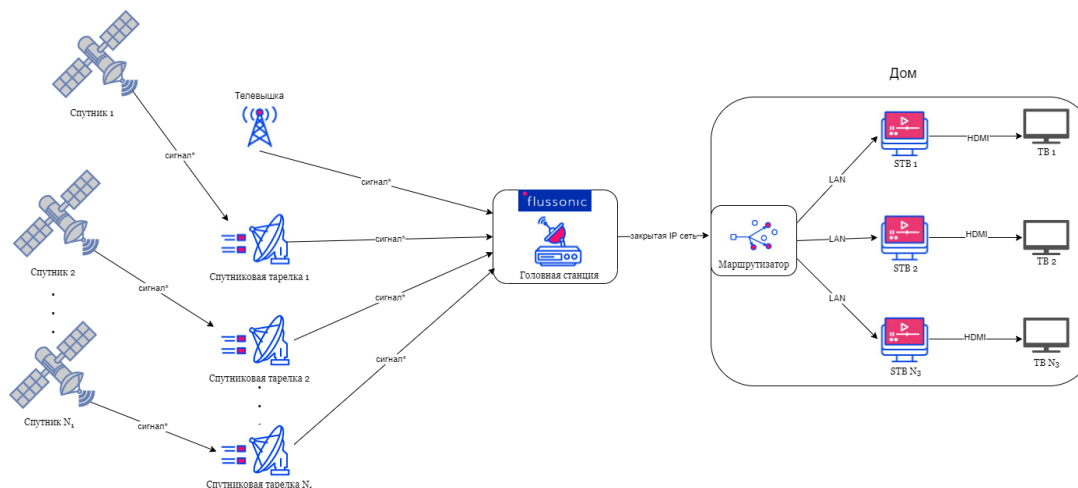 Дом
Спутник 1
Телевышка
сигнал*
сигнал*
HDMI
ТВ 1
STB 1
LAN
flussonic
сигнал*
закрытая IP сеть
Головная станция
Маршрутизатор
LAN
HDMI
STB 2
ТВ 2
Спутниковая тарелка 1
Спутник 2
сигнал*
сигнал*
LAN
HDMI
STB N3
ТВ N3
Спутниковая тарелка 2
сигнал*
Спутник N1
сигнал*
Спутниковая тарелка N